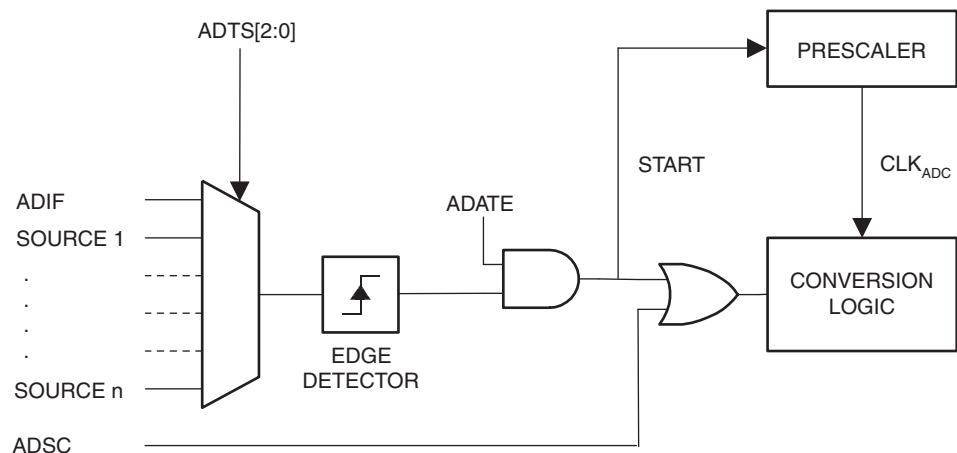 ADTS[2:0]
PRESCALER
START
CLKADC
ADIF
ADATE
SOURCE 1
.
.
.
.
CONVERSION
LOGIC
EDGE
DETECTOR
SOURCE n
ADSC